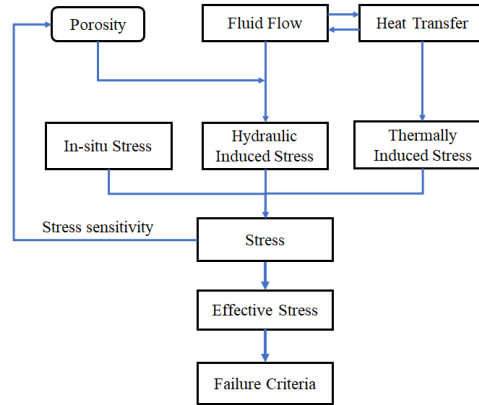 Porosity
Fluid Flow
Heat Transfer
In-situ Stress
Hydraulic
Induced Stress
Thermally
Induced Stress
Stress sensitivity
Stress
Effective Stress
Failure Criteria